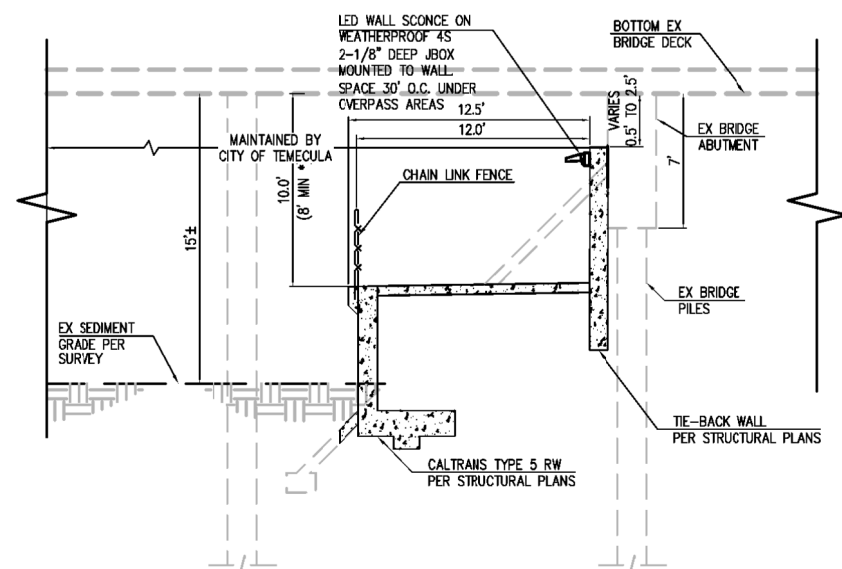 LED WALL SCONCE ON
WEATHERPROOF 4S
2-1/8" DEEP JBOX
MOUNTED TO WALL
SPACE 30' O.C. UNDER
OVERPASS AREAS
BOTTOM EX
BRIDGE DECK
12.5'
12.0'
VARIES
0.5' TO 2.5'
EX BRIDGE
ABUTMENT
7'
MAINTAINED BY
CITY OF TEMECULA
CHAIN LINK FENCE
10.0'
(8' MIN *
15'±
EX BRIDGE
PILES
EX SEDIMENT
GRADE PER
SURVEY
TIE-BACK WALL
PER STRUCTURAL PLANS
CALTRANS TYPE 5 RW
PER STRUCTURAL PLANS